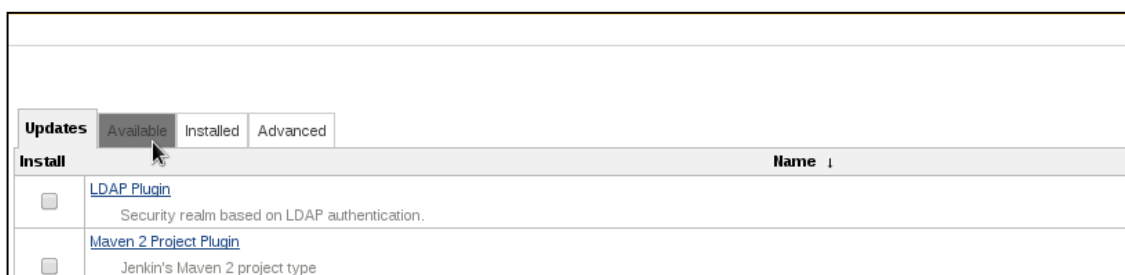 Updates Available Installed Advanced
Install Name ↓
LDAP Plugin
Security realm based on LDAP authentication.
Maven 2 Project Plugin
Jenkin's Maven 2 project type